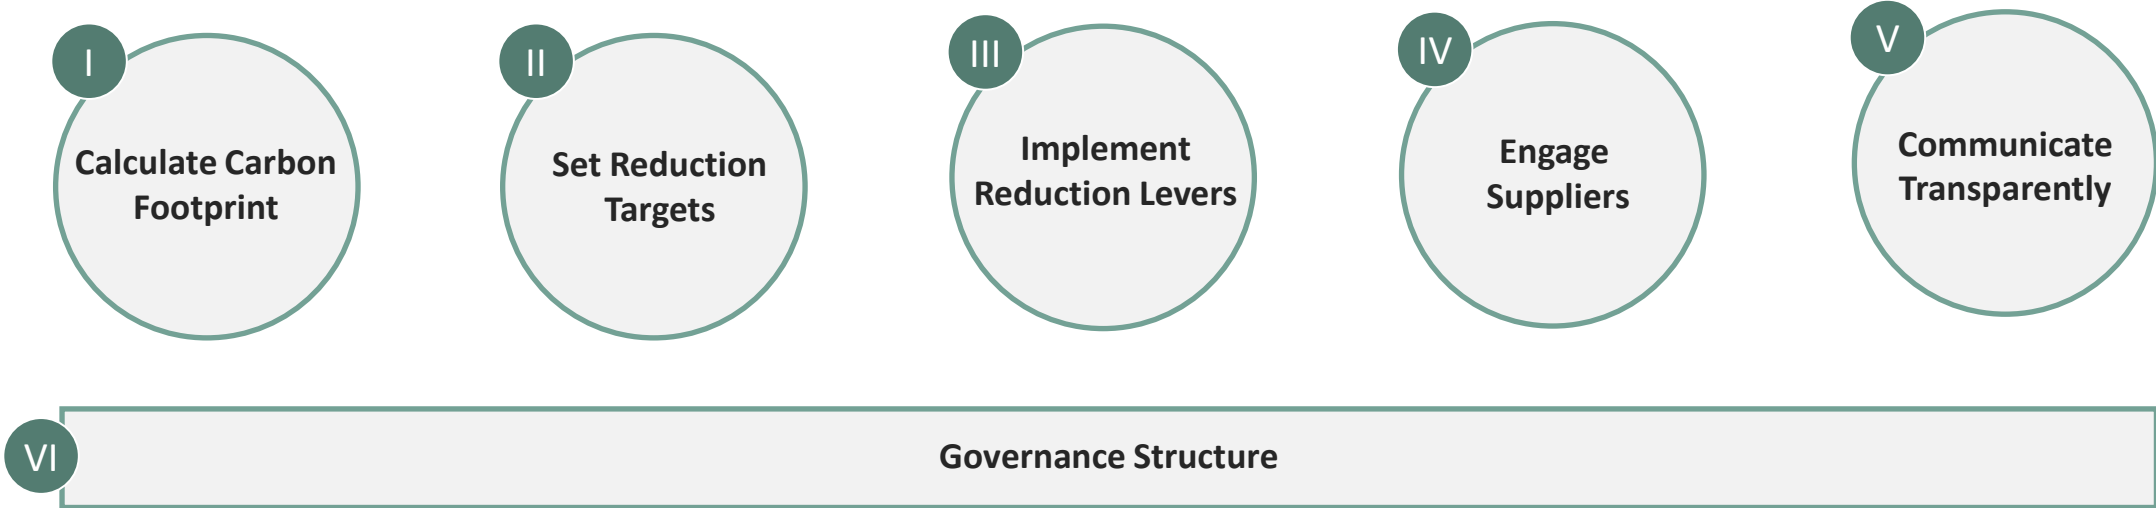 I
Calculate Carbon
Footprint
II
Set Reduction
Targets
III
Implement
Reduction Levers
IV
Engage
Suppliers
V
Communicate
Transparently
VI
Governance Structure